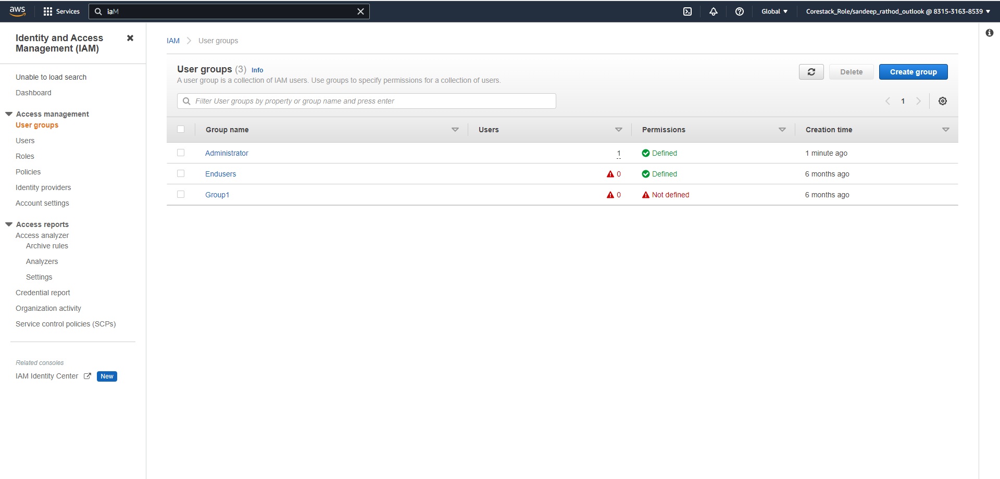 aws Services iaM Global Corestack_Role/sandeep_rathod_outlook @ 8315-3163-8539
Identity and Access
Management (IAM)
Unable to load search
Dashboard
Access management
User groups
Users
Roles
Policies
Identity providers
Account settings
Access reports
Access analyzer
Archive rules
Analyzers
Settings
Credential report
Organization activity
Service control policies (SCPs)
Related consoles
IAM Identity Center New
IAM User groups
User groups (3) Info
A user group is a collection of IAM users. Use groups to specify permissions for a collection of users.
Delete Create group
Filter User groups by property or group name and press enter
1
Group name Users Permissions Creation time
Administrator 1 Defined 1 minute ago
Endusers 0 Defined 6 months ago
Group1 0 Not defined 6 months ago